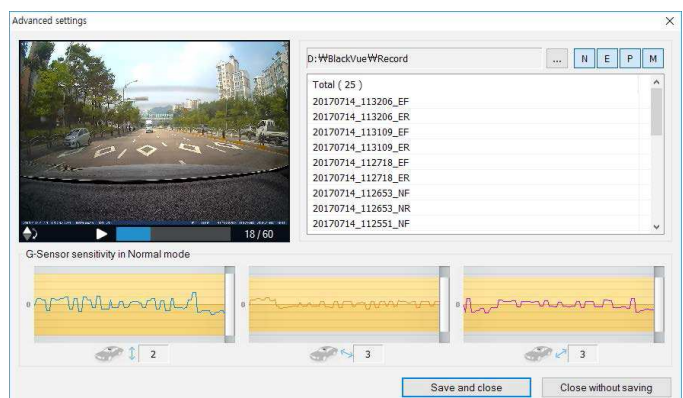 Advanced settings
D:₩BlackVue₩Record
...
N E P M
Total ( 25 )
20170714_113206_EF
20170714_113206_ER
20170714_113109_EF
20170714_113109_ER
20170714_112718_EF
20170714_112718_ER
20170714_112653_NF
20170714_112653_NR
20170714_112551_NF
18 / 60
G-Sensor sensitivity in Normal mode
0
0
0
2
3
3
Save and close
Close without saving